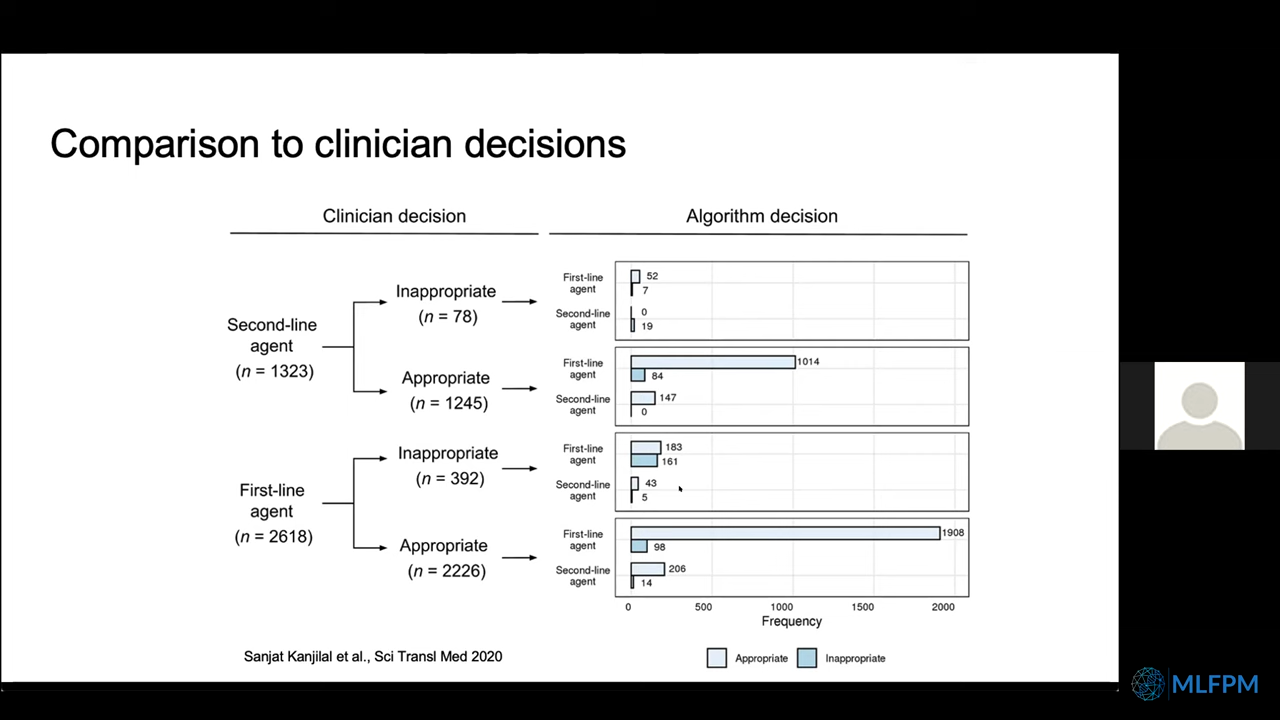 Comparison to clinician decisions
Clinician decision
Algorithm decision
Second-line
agent
(n = 1323)
Inappropriate
(n = 78)
First-line
agent
52
7
Second-line
agent
0
19
Appropriate
(n = 1245)
First-line
agent
1014
84
Second-line
agent
147
0
First-line
agent
(n = 2618)
Inappropriate
(n = 392)
First-line
agent
183
161
Second-line
agent
43
5
Appropriate
(n = 2226)
First-line
agent
1908
98
Second-line
agent
206
14
0 500 1000 1500 2000
Frequency
Appropriate Inappropriate
Sanjat Kanjilal et al., Sci Transl Med 2020
MLFPM